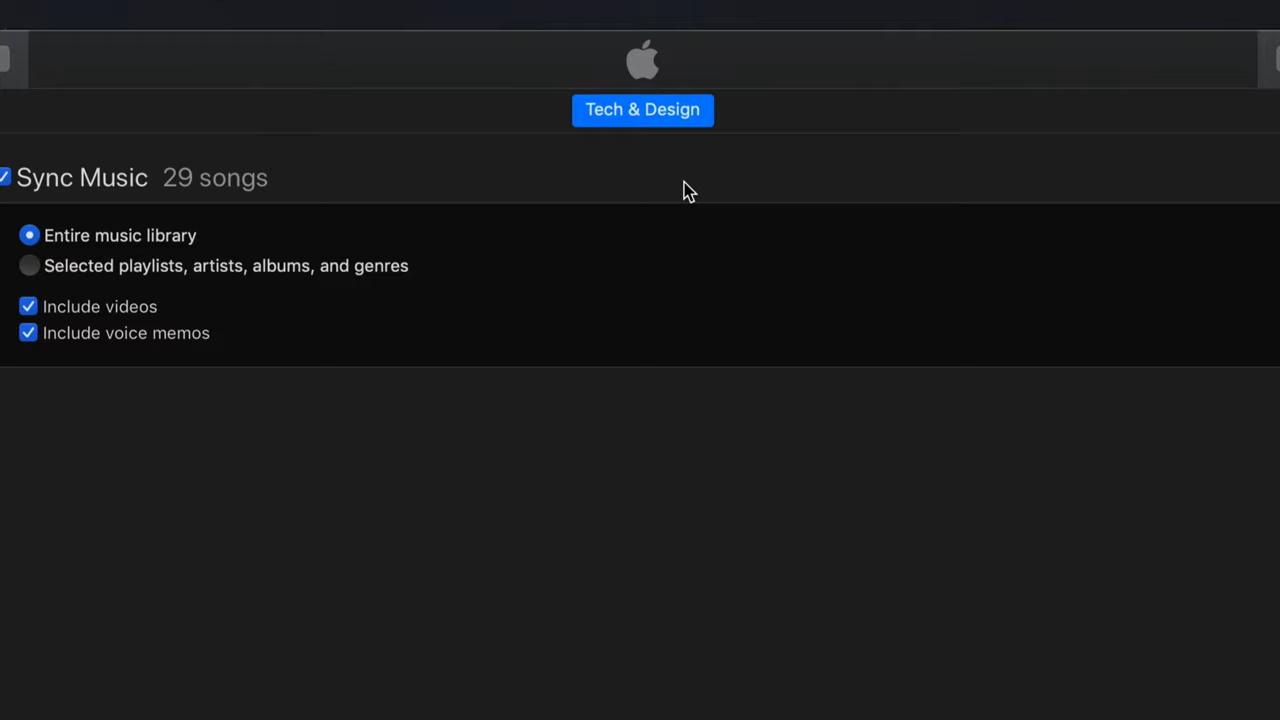 Tech & Design
Sync Music 29 songs
Entire music library
Selected playlists, artists, albums, and genres
Include videos
Include voice memos